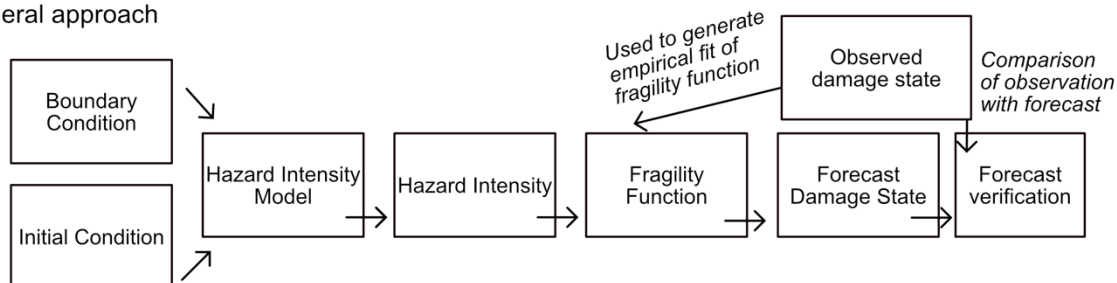 eral approach
Used to generate
empirical fit of
fragility function
Observed
damage state
Comparison
of observation
with forecast
Boundary
Condition
Hazard Intensity
Model
Hazard Intensity
Fragility
Function
Forecast
Damage State
Forecast
verification
Initial Condition